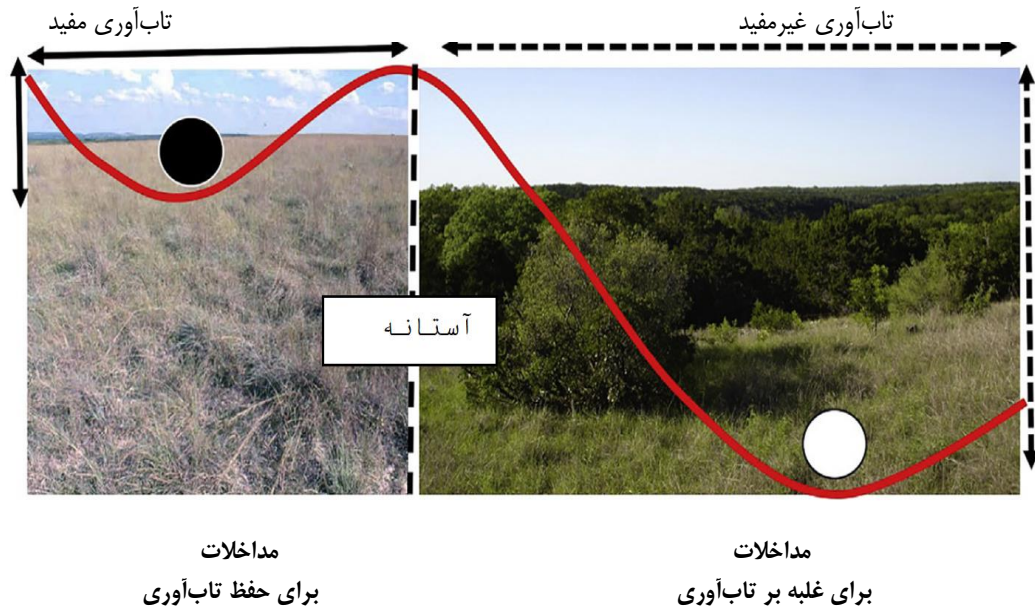 تاب‌آوری مفید
تاب‌آوری غیرمفید
آستانه
مداخلات
برای حفظ تاب‌آوری
مداخلات
برای غلبه بر تاب‌آوری